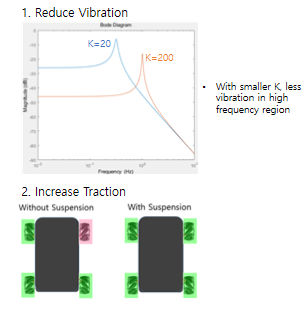 1. Reduce Vibration
Bode Diagram
K=20
K=200
Magnitude (dB)
Frequency (Hz)
• With smaller K, less
vibration in high
frequency region
2. Increase Traction
Without Suspension
With Suspension